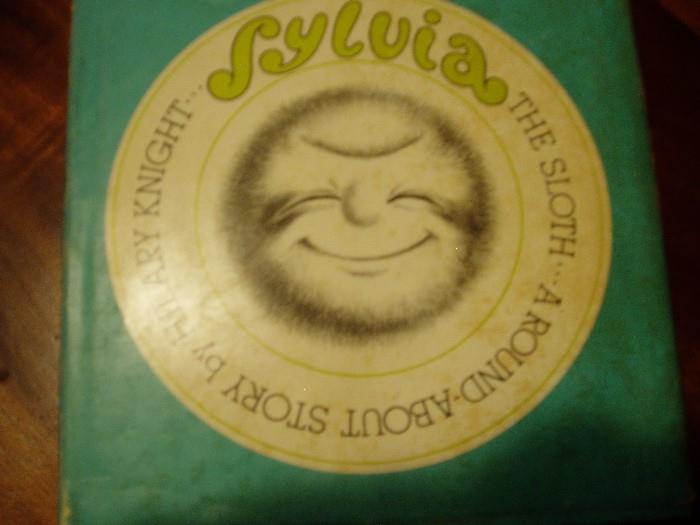 Sylvia
THE SLOTH... A ROUND-ABOUT STORY by HILARY KNIGHT...